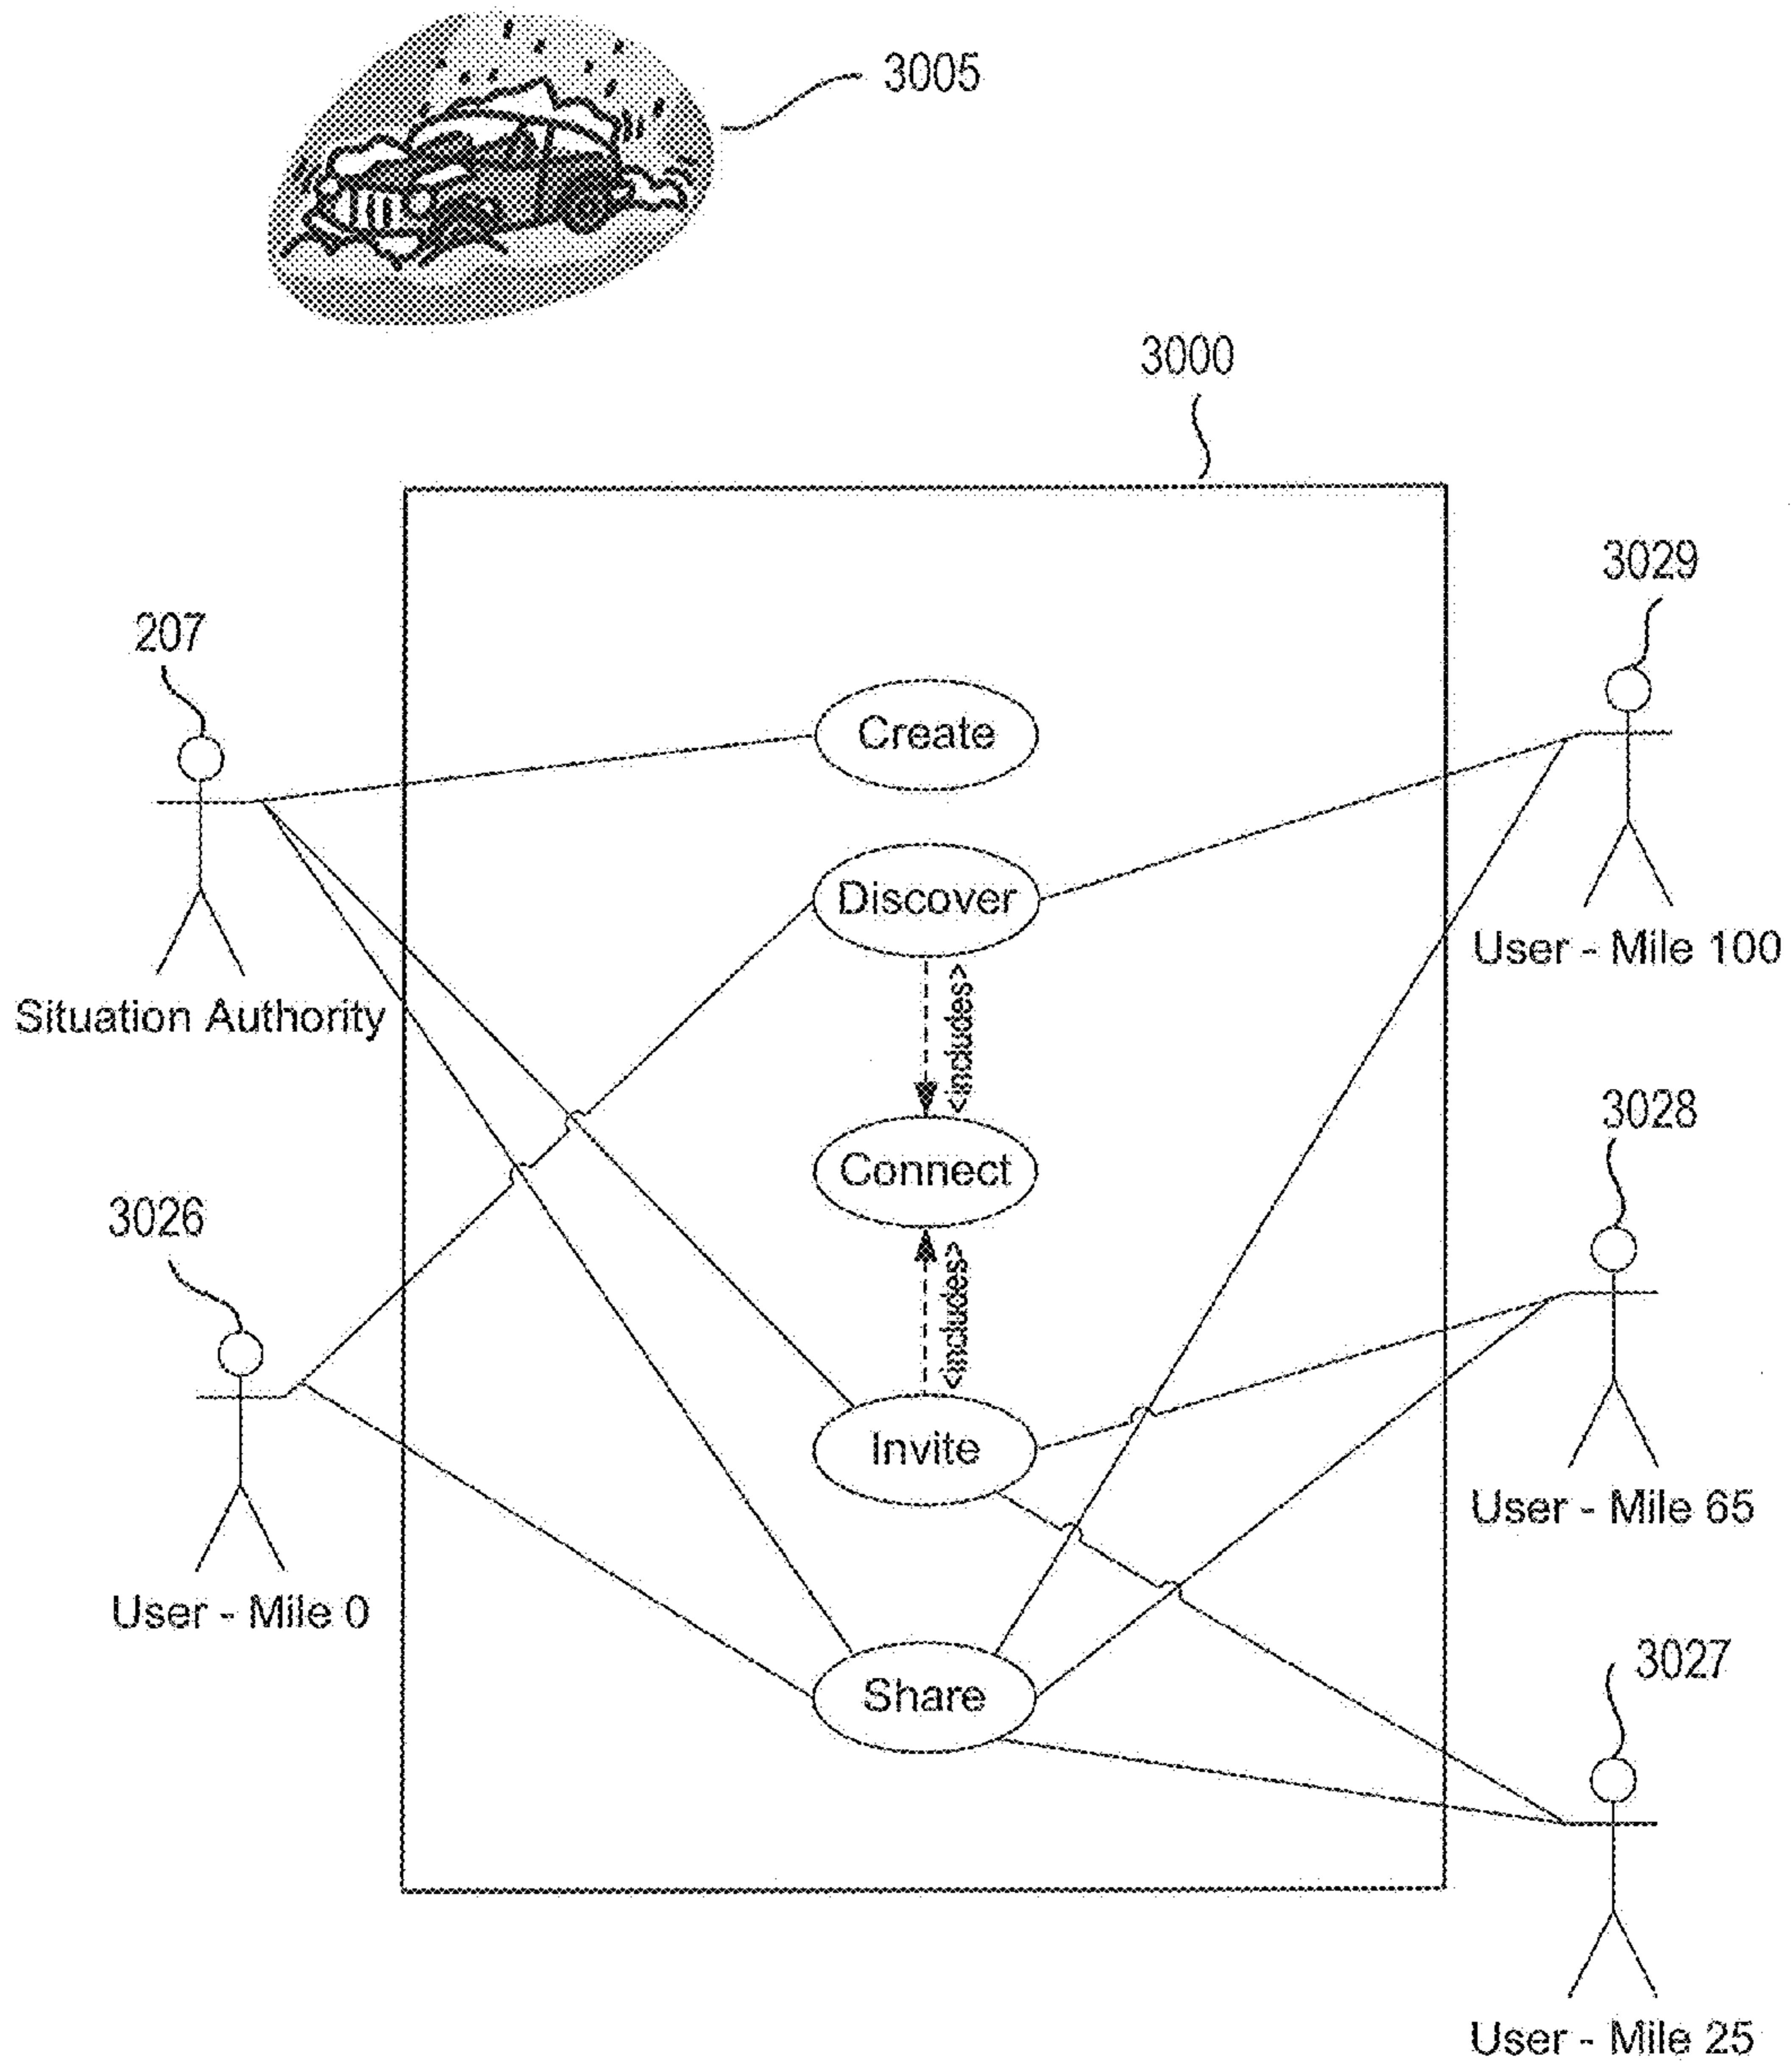 3005
3000
3029
207
Create
Discover
User - Mile 100
Situation Authority
<includes>
3028
Connect
3026
<includes>
Invite
User - Mile 65
User - Mile 0
3027
Share
User - Mile 25